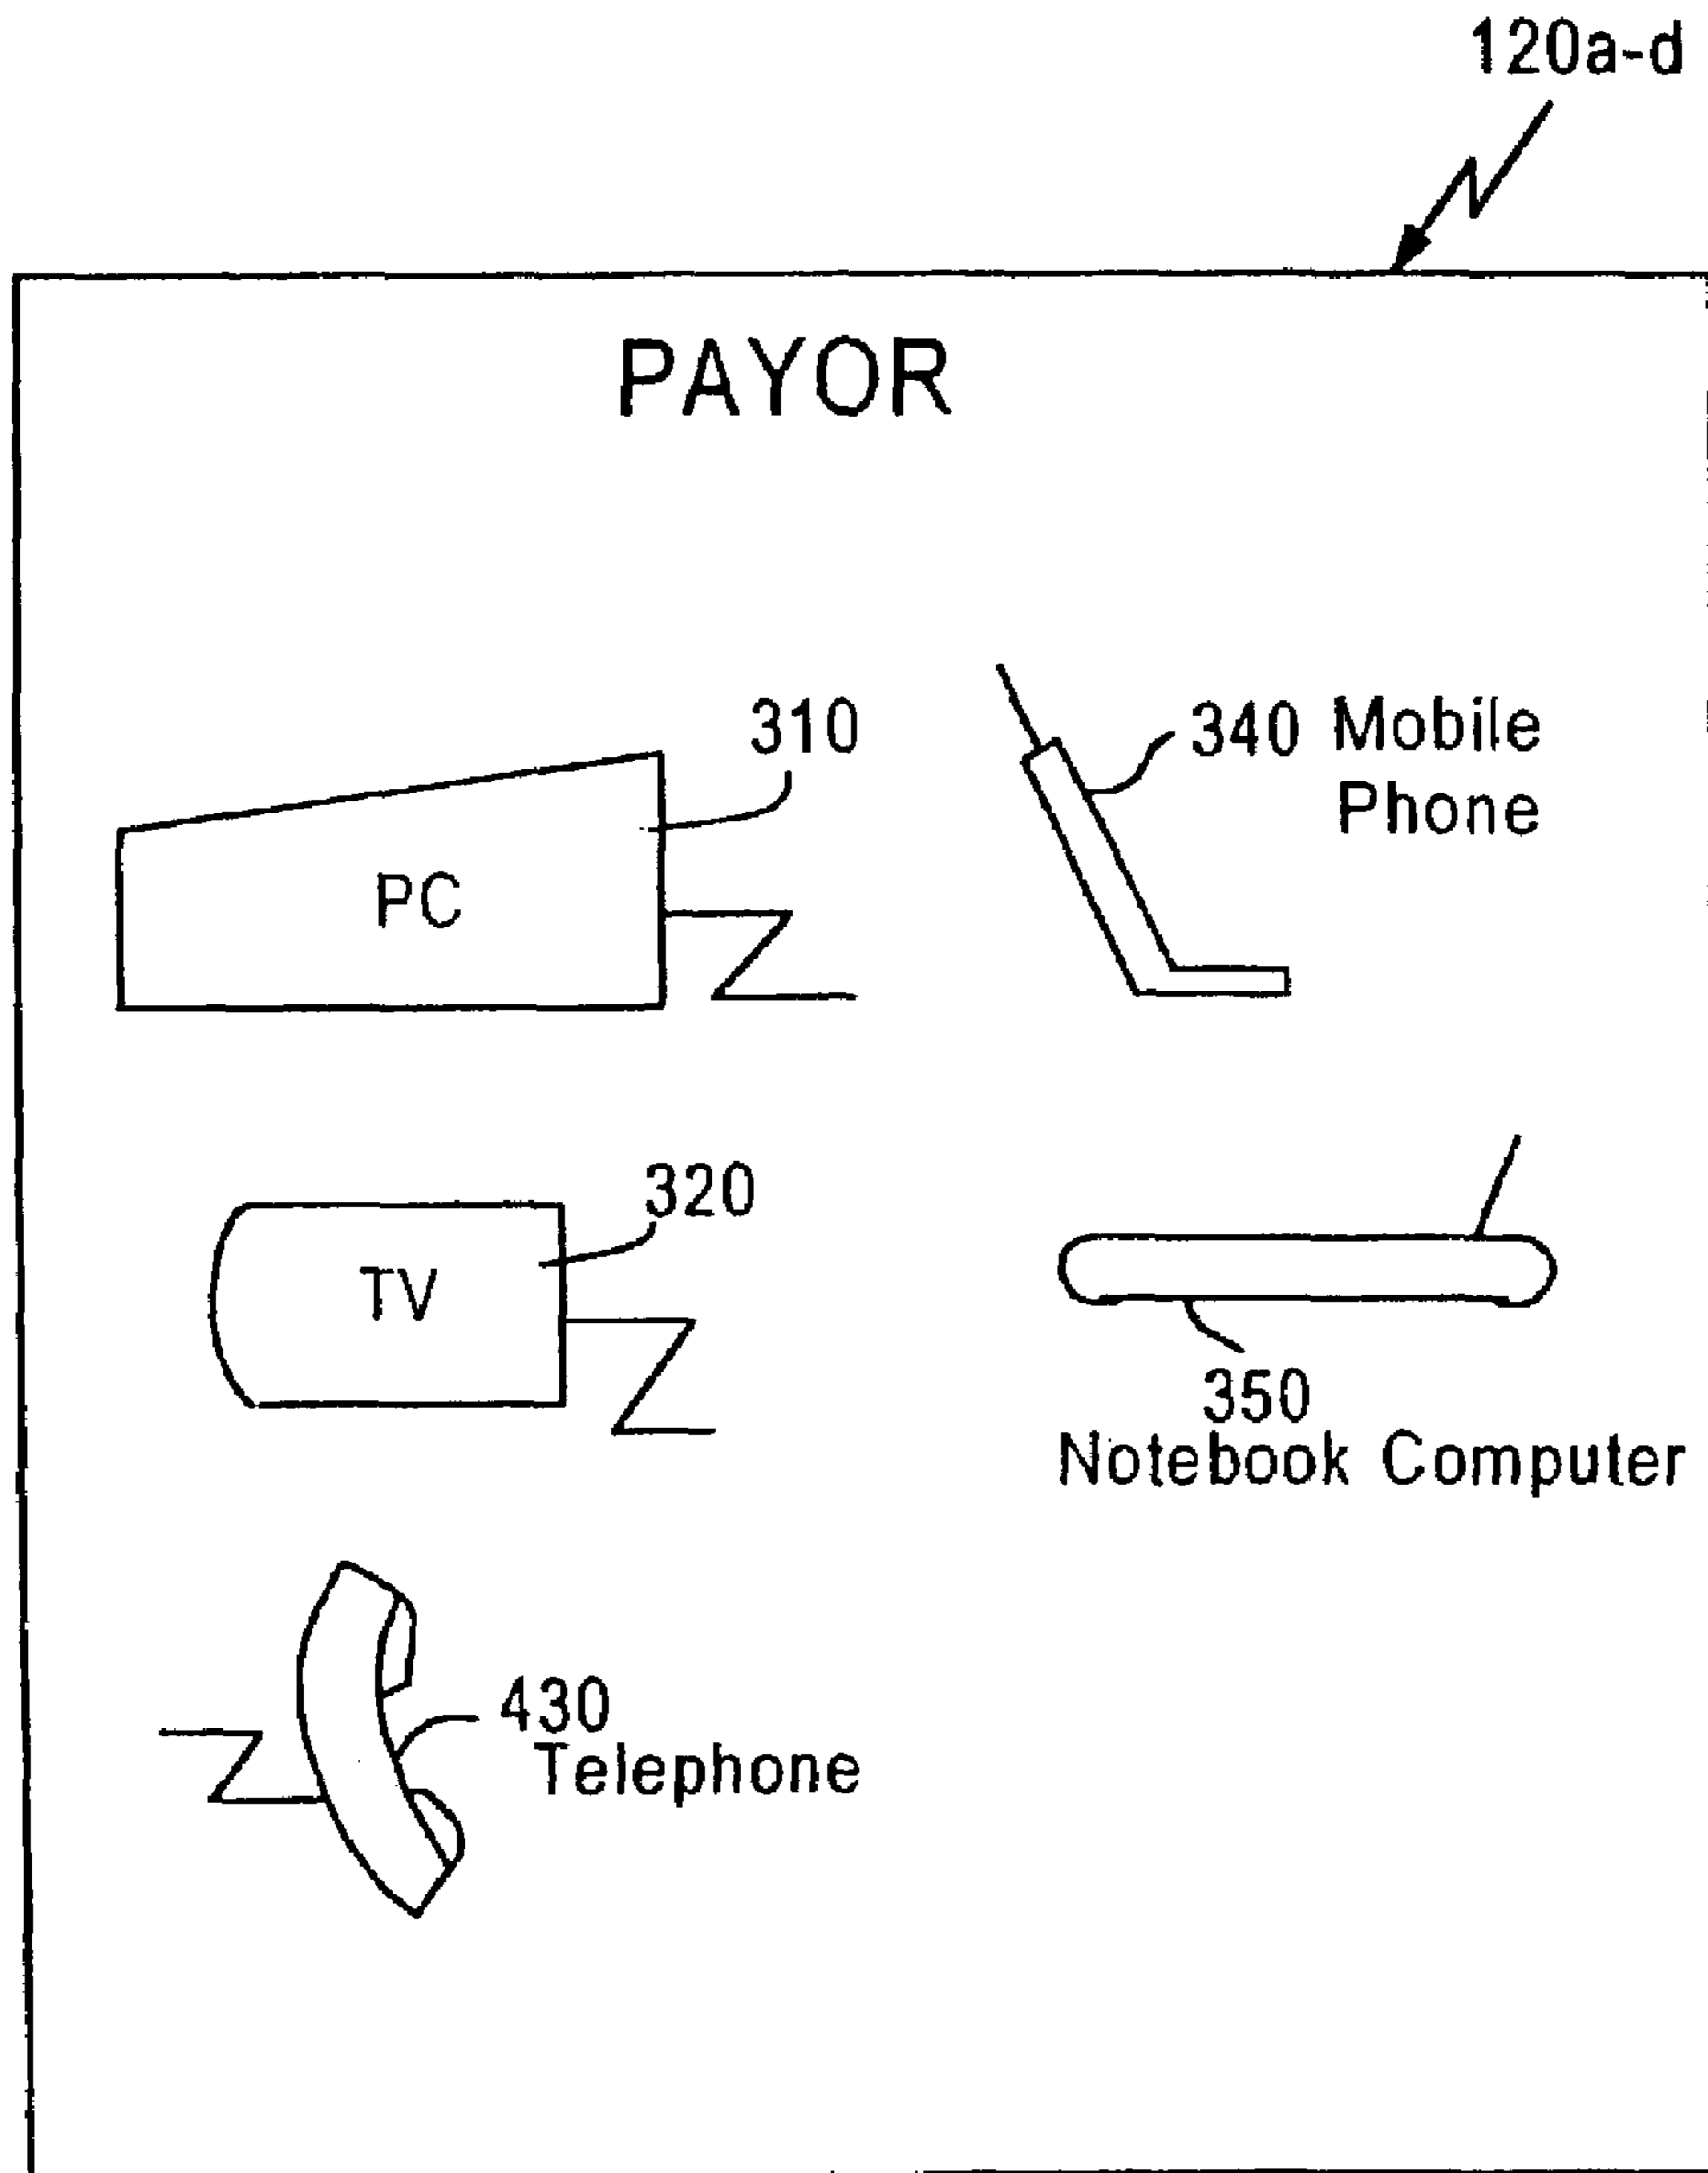 120a-d
PAYOR
310
PC
340 Mobile
Phone
320
TV
350
Notebook Computer
430
Telephone